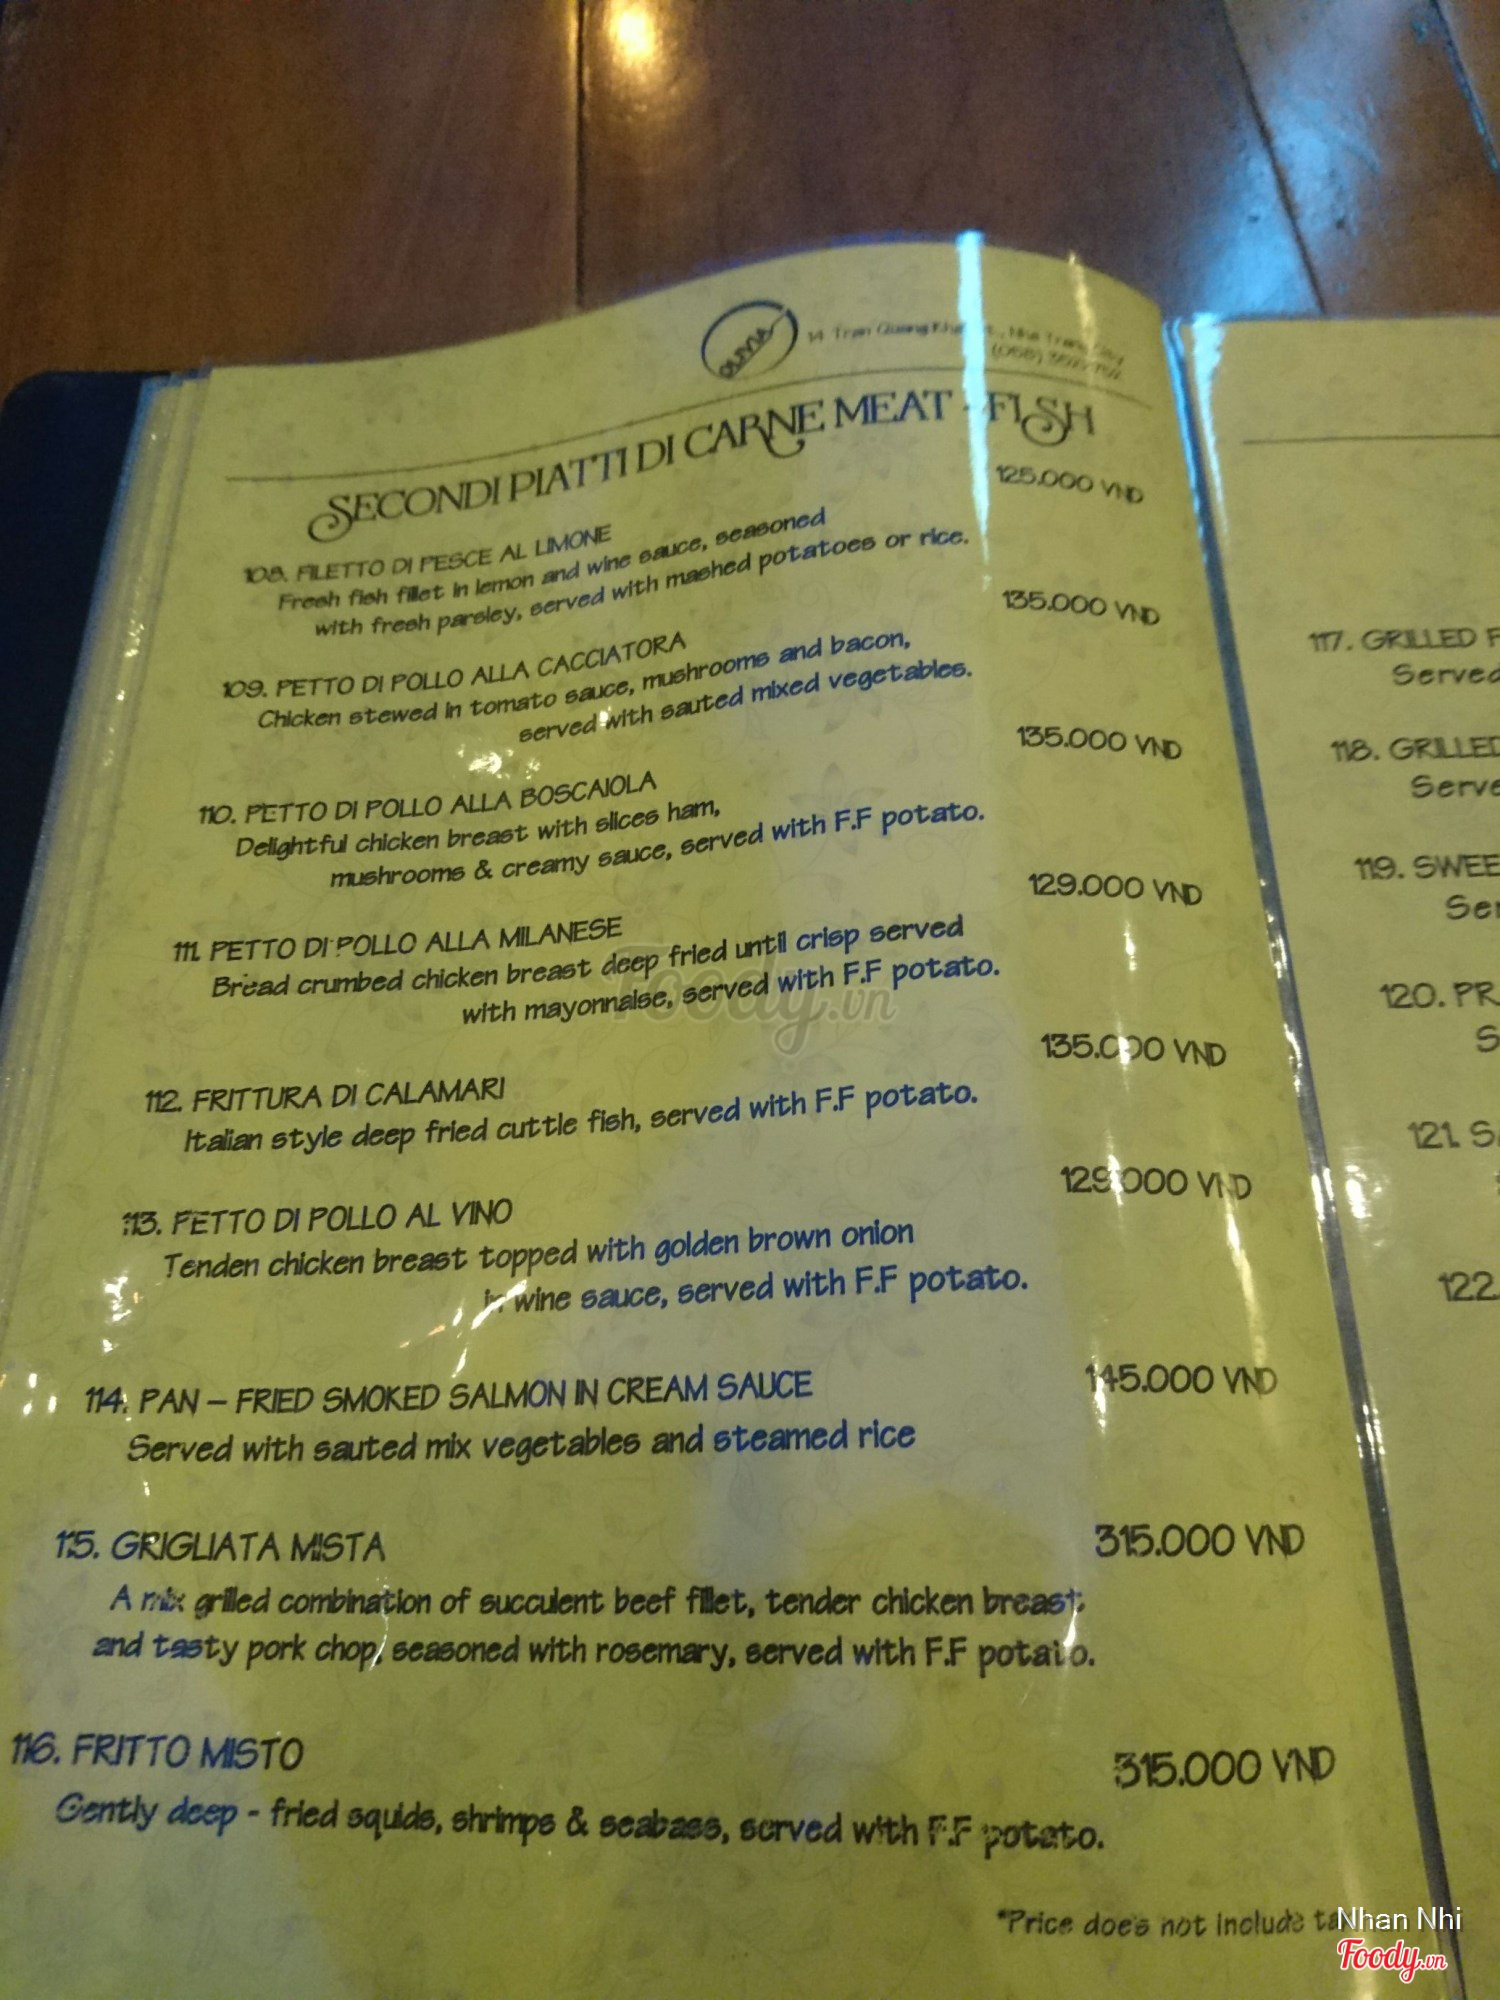 OLIVIA
14 Tran Quang Nha Trang City
SECONDI PIATTI DI CARNE MEAT - FISH
108. FILETTO DI PESCE AL LIMONE 125.000 VND
Fresh fish fillet in lemon and wine sauce, seasoned
with fresh parsley, served with mashed potatoes or rice.
109. PETTO DI POLLO ALLA CACCIATORA 135.000 VND
Chicken stewed in tomato sauce, mushrooms and bacon,
served with sauted mixed vegetables.
110. PETTO DI POLLO ALLA BOSCAIOLA 135.000 VND
Delightful chicken breast with slices ham,
mushrooms & creamy sauce, served with F.F potato.
111. PETTO DI POLLO ALLA MILANESE 129.000 VND
Bread crumbed chicken breast deep fried until crisp served
with mayonnaise, served with F.F potato.
112. FRITTURA DI CALAMARI 135.000 VND
Italian style deep fried cuttle fish, served with F.F potato.
113. PETTO DI POLLO AL VINO 129.000 VND
Tenden chicken breast topped with golden brown onion
in wine sauce, served with F.F potato.
114. PAN – FRIED SMOKED SALMON IN CREAM SAUCE 145.000 VND
Served with sauted mix vegetables and steamed rice
115. GRIGLIATA MISTA 315.000 VND
A mix grilled combination of succulent beef fillet, tender chicken breast
and tasty pork chop, seasoned with rosemary, served with F.F potato.
116. FRITTO MISTO 315.000 VND
Gently deep - fried squids, shrimps & seabass, served with F.F potato.
*Price does not include
117. GRILLED
Served
118. GRILLED
Serve
119. SWEE
Ser
120. PR
S
121. S
122.
Foody.vn
Nhan Nhi
Foody.vn